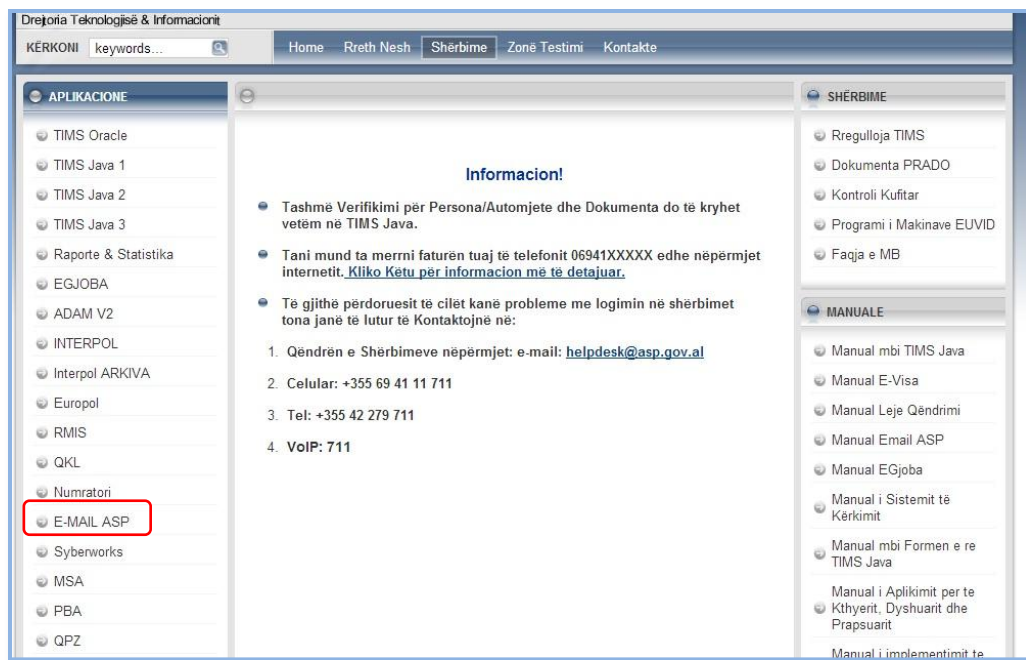 Drejtoria Teknologjisë & Informacionit
KËRKONI keywords...
Home Rreth Nesh Shërbime Zonë Testimi Kontakte
APLIKACIONE
TIMS Oracle
TIMS Java 1
TIMS Java 2
TIMS Java 3
Raporte & Statistika
EGJOBA
ADAM V2
INTERPOL
Interpol ARKIVA
Europol
RMIS
QKL
Numratori
E-MAIL ASP
Syberworks
MSA
PBA
QPZ
Informacion!
Tashmë Verifikimi për Persona/Automjete dhe Dokumenta do të kryhet
vetëm në TIMS Java.
Tani mund ta merrni faturën tuaj të telefonit 06941XXXXX edhe nëpërmjet
internetit. Kliko Këtu për informacion më të detajuar.
Të gjithë përdoruesit të cilët kanë probleme me logimin në shërbimet
tona janë të lutur të Kontaktojnë në:
1. Qëndrën e Shërbimeve nëpërmjet: e-mail: helpdesk@asp.gov.al
2. Celular: +355 69 41 11 711
3. Tel: +355 42 279 711
4. VoIP: 711
SHËRBIME
Rregulloja TIMS
Dokumenta PRADO
Kontroli Kufitar
Programi i Makinave EUVID
Faqja e MB
MANUALE
Manual mbi TIMS Java
Manual E-Visa
Manual Leje Qëndrimi
Manual Email ASP
Manual EGjoba
Manual i Sistemit të
Kërkimit
Manual mbi Formen e re
TIMS Java
Manual i Aplikimit per te
Kthyerit, Dyshuarit dhe
Prapsuarit
Manual i implementimit te